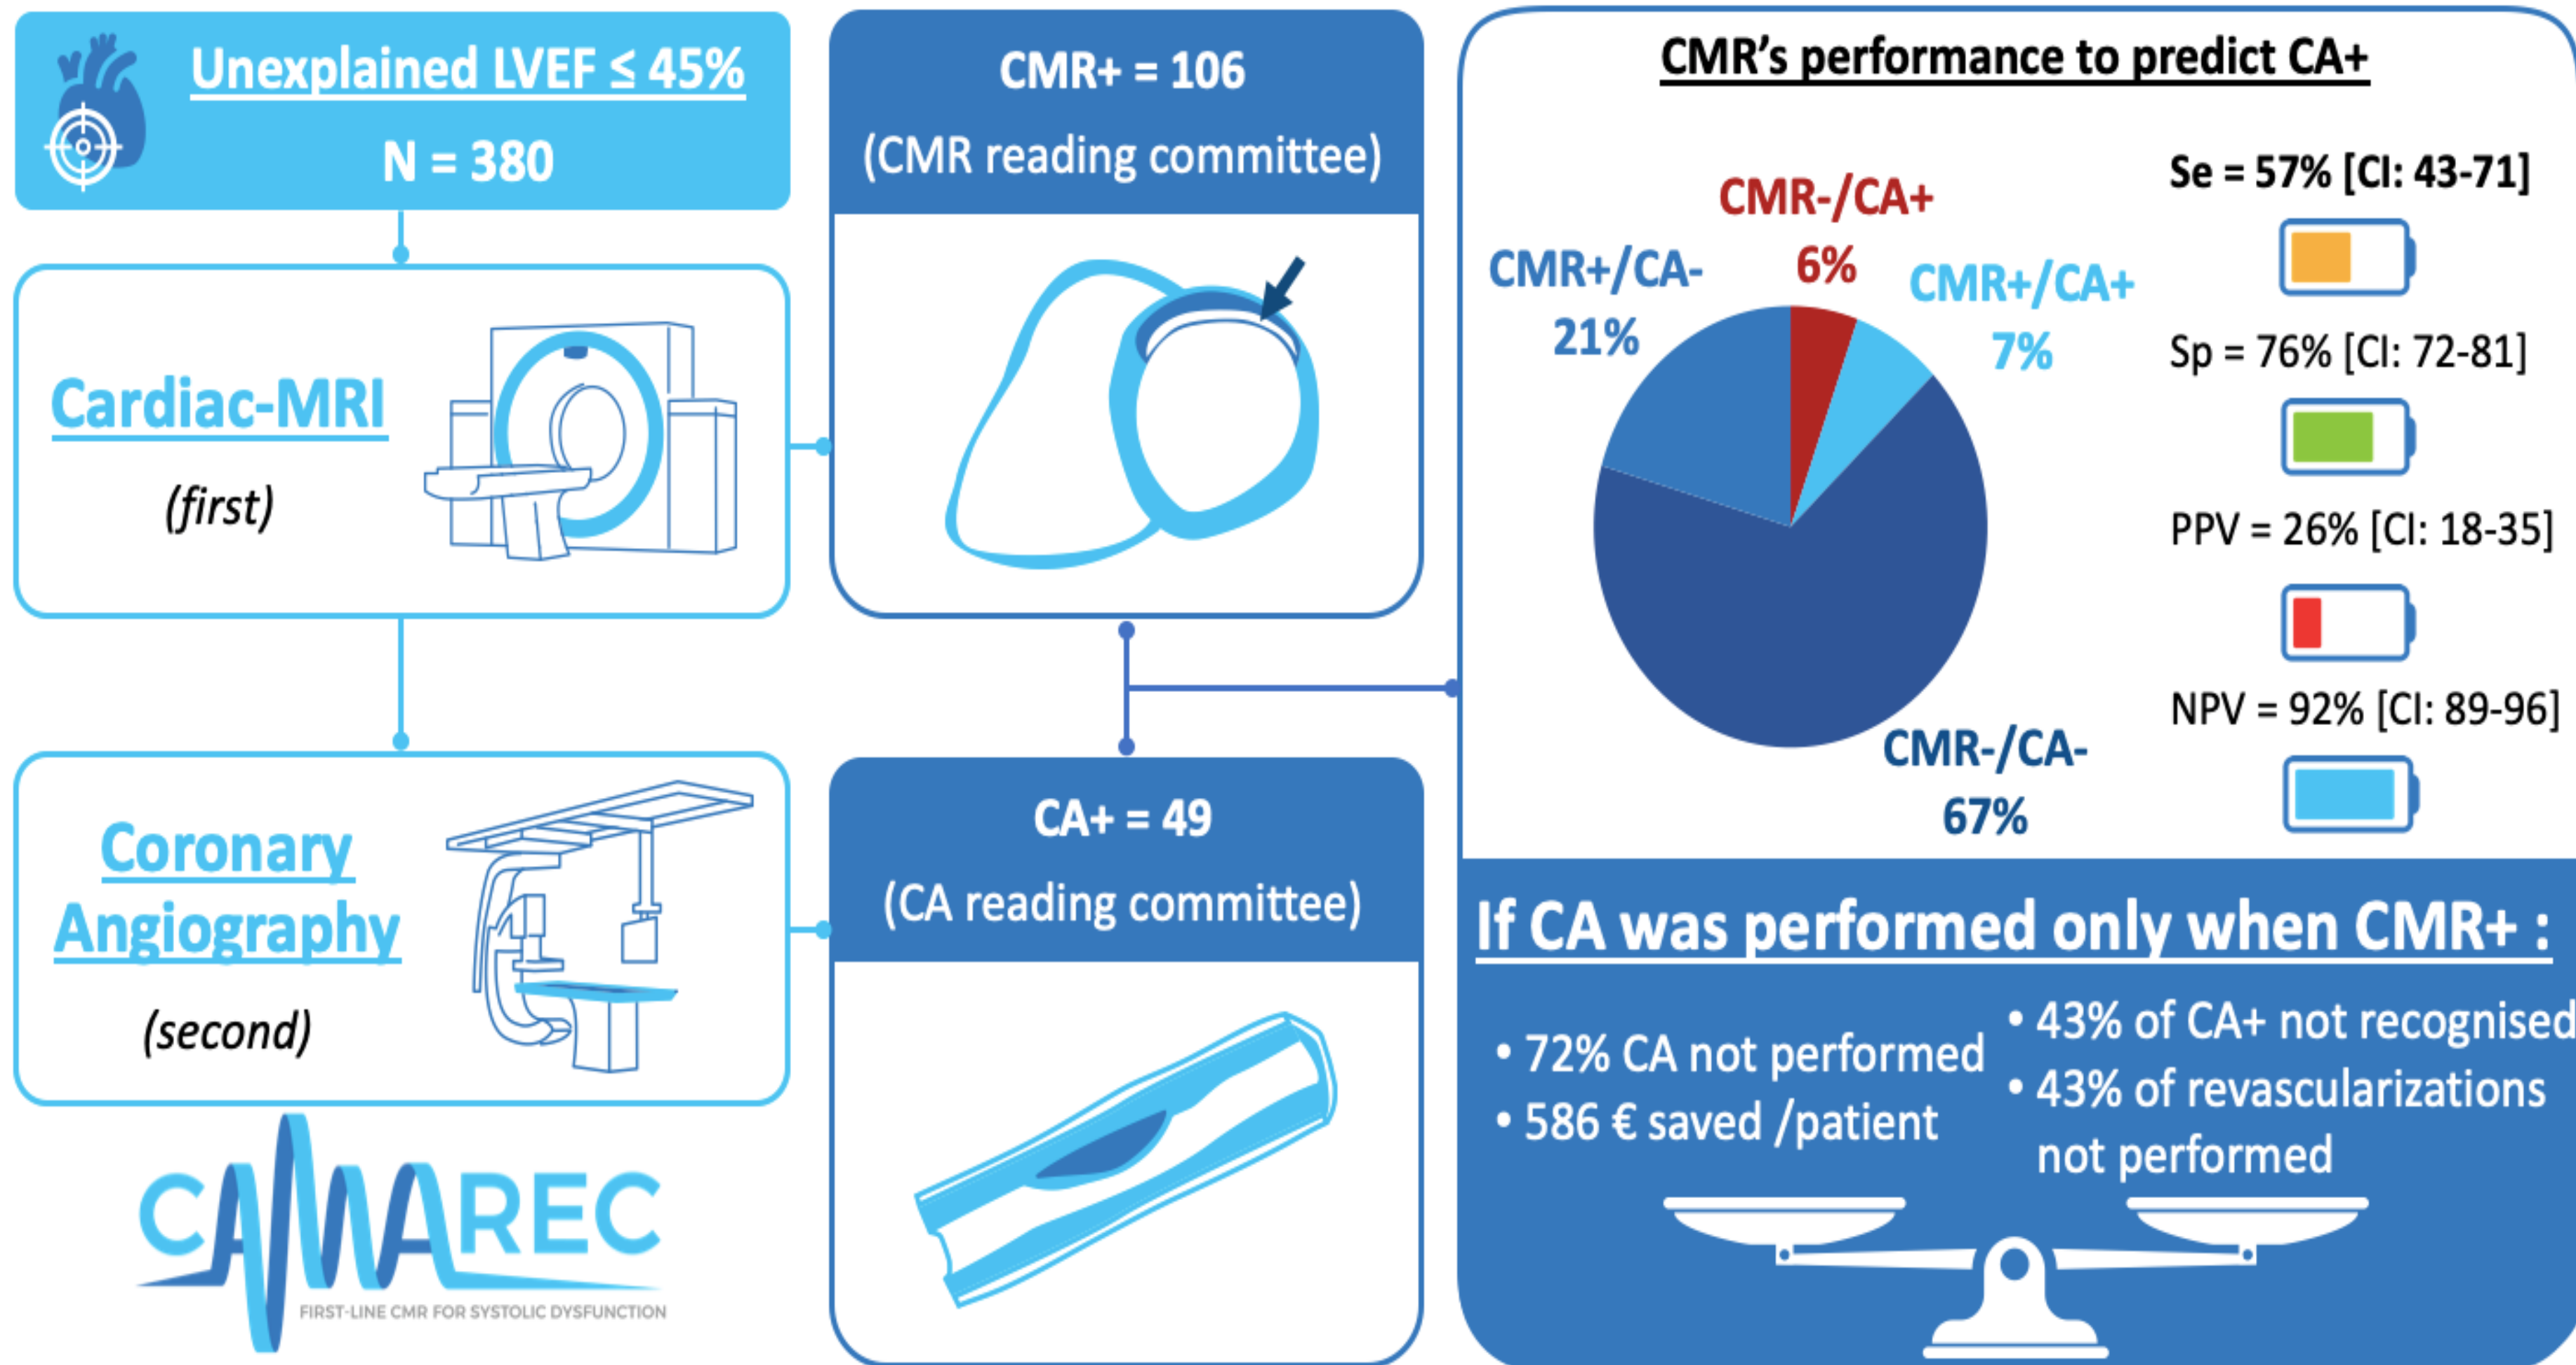 Unexplained LVEF ≤ 45%
N = 380
Cardiac-MRI
(first)
Coronary
Angiography
(second)
CAMAREC
FIRST-LINE CMR FOR SYSTOLIC DYSFUNCTION
CMR+ = 106
(CMR reading committee)
CA+ = 49
(CA reading committee)
CMR's performance to predict CA+
CMR-/CA+
6%
CMR+/CA-
21%
CMR+/CA+
7%
CMR-/CA-
67%
Se = 57% [CI: 43-71]
Sp = 76% [CI: 72-81]
PPV = 26% [CI: 18-35]
NPV = 92% [CI: 89-96]
If CA was performed only when CMR+ :
• 72% CA not performed
• 586 € saved /patient
• 43% of CA+ not recognised
• 43% of revascularizations
not performed